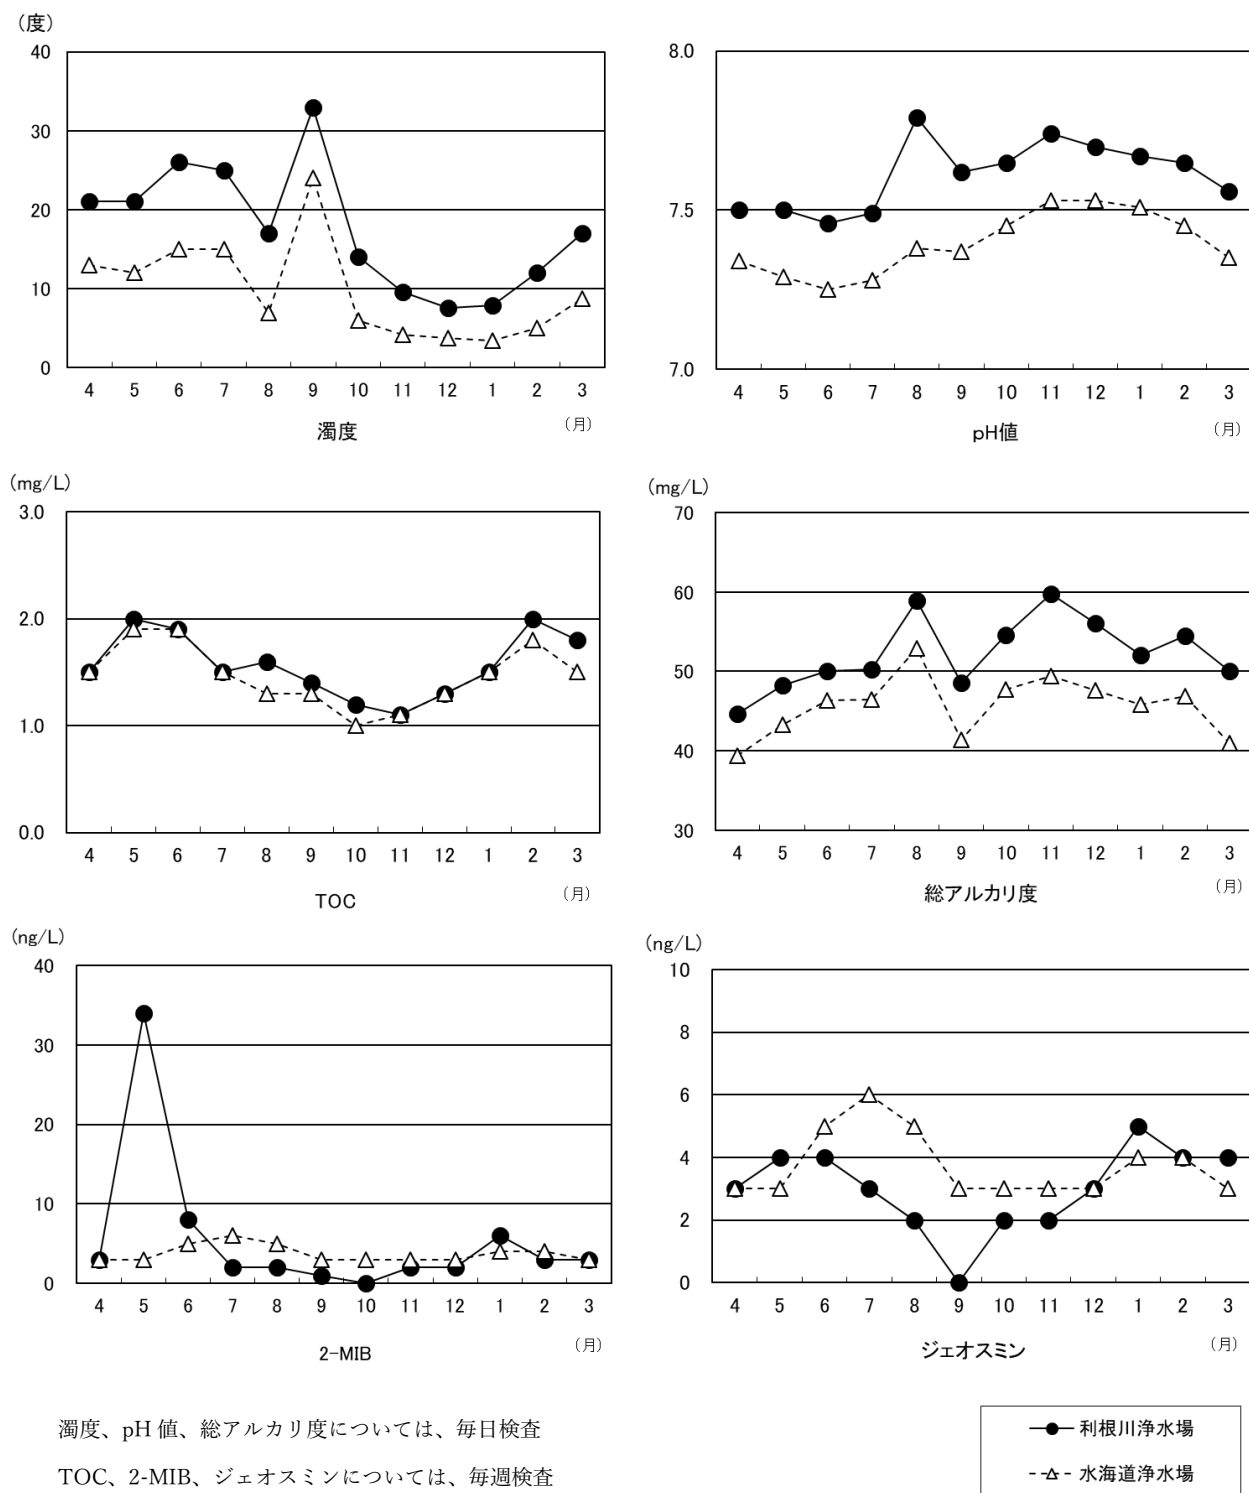 （度）
40
30
20
10
0
4 5 6 7 8 9 10 11 12 1 2 3
濁度
（月）
8.0
7.5
7.0
4 5 6 7 8 9 10 11 12 1 2 3
pH値
（月）
(mg/L)
3.0
2.0
1.0
0.0
4 5 6 7 8 9 10 11 12 1 2 3
TOC
（月）
(mg/L)
70
60
50
40
30
4 5 6 7 8 9 10 11 12 1 2 3
総アルカリ度
（月）
(ng/L)
40
30
20
10
0
4 5 6 7 8 9 10 11 12 1 2 3
2-MIB
（月）
(ng/L)
10
8
6
4
2
0
4 5 6 7 8 9 10 11 12 1 2 3
ジェオスミン
（月）
濁度、pH 値、総アルカリ度については、毎日検査
TOC、2-MIB、ジェオスミンについては、毎週検査
利根川浄水場
水海道浄水場